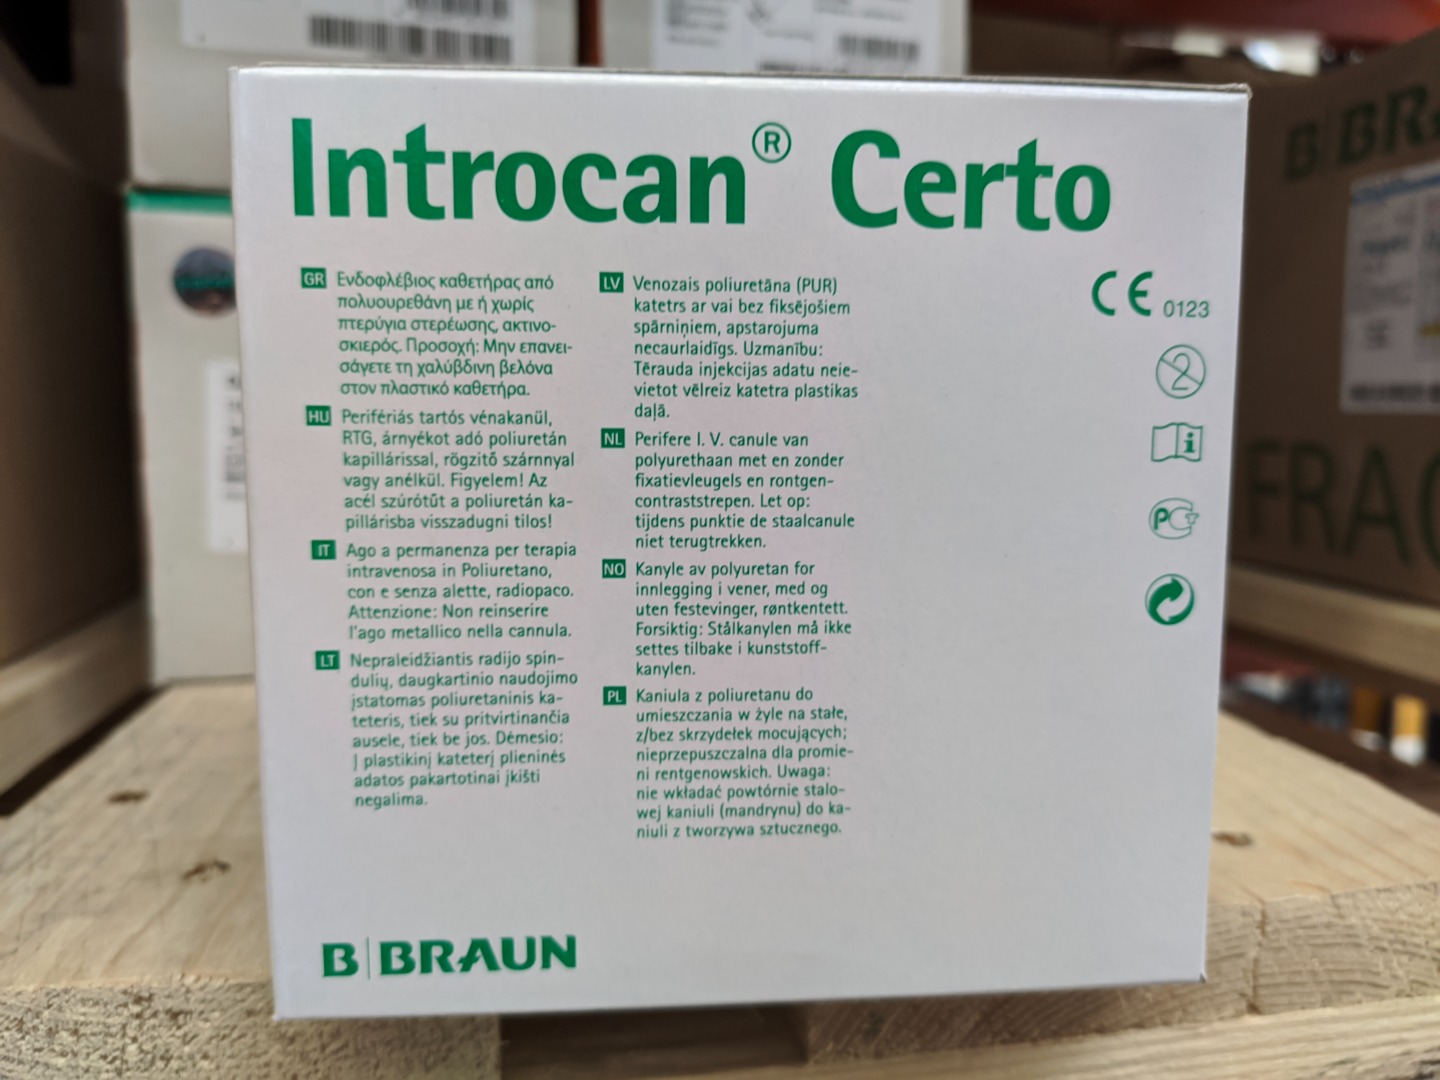 Introcan® Certo
GR Ενδοφλέβιος καθετήρας από
πολυουρεθάνη με ή χωρίς
πτερύγια στερέωσης, ακτινο-
σκιερός. Προσοχή: Μην επανει-
σάγετε τη χαλύβδινη βελόνα
στον πλαστικό καθετήρα.
HU Perifériás tartós vénakanül,
RTG, árnyékot adó poliuretán
kapillárissal, rögzitő szárnnyal
vagy anélkül. Figyelem! Az
acél szúrótűt a poliuretán ka-
pillárisba visszadugni tilos!
IT Ago a permanenza per terapia
intravenosa in Poliuretano,
con e senza alette, radiopaco.
Attenzione: Non reinserire
l'ago metallico nella cannula.
LT Nepraleidžiantis radijo spin-
dulių, daugkartinio naudojimo
įstatomas poliuretaninis ka-
teteris, tiek su pritvirtinančia
ausele, tiek be jos. Dėmesio:
Į plastikinį kateterį plieninės
adatos pakartotinai įkišti
negalima.
LV Venozais poliuretāna (PUR)
katetrs ar vai bez fiksējošiem
spārniņiem, apstarojuma
necaurlaidīgs. Uzmanību:
Tērauda injekcijas adatu neie-
vietot vēlreiz katetra plastikas
daļā.
NL Perifere I. V. canule van
polyurethaan met en zonder
fixatievleugels en rontgen-
contraststrepen. Let op:
tijdens punktie de staalcanule
niet terugtrekken.
NO Kanyle av polyuretan for
innlegging i vener, med og
uten festevinger, røntkentett.
Forsiktig: Stålkanylen må ikke
settes tilbake i kunststoff-
kanylen.
PL Kaniula z poliuretanu do
umieszczania w żyle na stałe,
z/bez skrzydełek mocujących;
nieprzepuszczalna dla promie-
ni rentgenowskich. Uwaga:
nie wkładać powtórnie stalo-
wej kaniuli (mandrynu) do ka-
niuli z tworzywa sztucznego.
CE 0123
2
i
PCT
B|BRAUN
B|BRA
FRAG